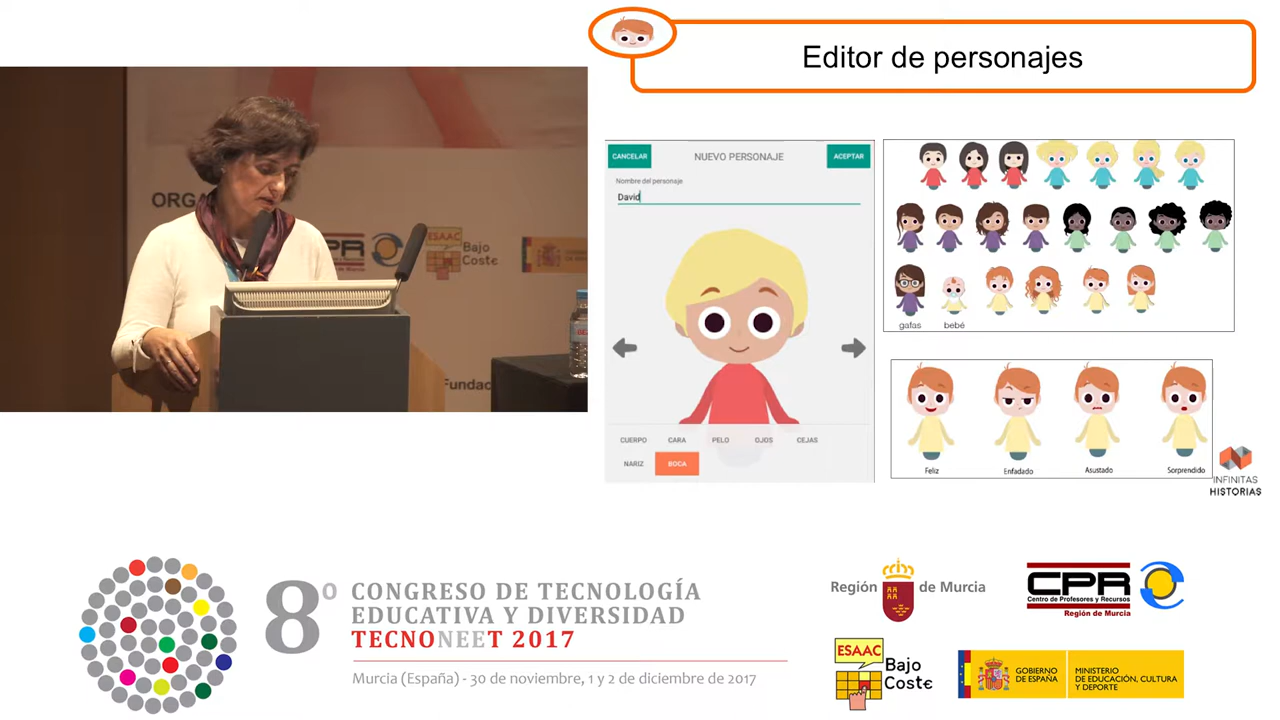 Editor de personajes
CANCELAR
NUEVO PERSONAJE
ACEPTAR
Nombre del personaje
David
CUERPO CARA PELO OJOS CEJAS
NARIZ BOCA
gafas bebé
Feliz Enfadado Asustado Sorprendido
INFINITAS
HISTORIAS
ORG
CPR
Región de Murcia
ESAAC
Bajo
Coste
Fundac
8º
CONGRESO DE TECNOLOGÍA
EDUCATIVA Y DIVERSIDAD
TECNONEET 2017
Murcia (España) - 30 de noviembre, 1 y 2 de diciembre de 2017
Región de Murcia
CPR
Centro de Profesores y Recursos
Región de Murcia
ESAAC
Bajo
Coste
GOBIERNO
DE ESPAÑA
MINISTERIO
DE EDUCACIÓN, CULTURA
Y DEPORTE